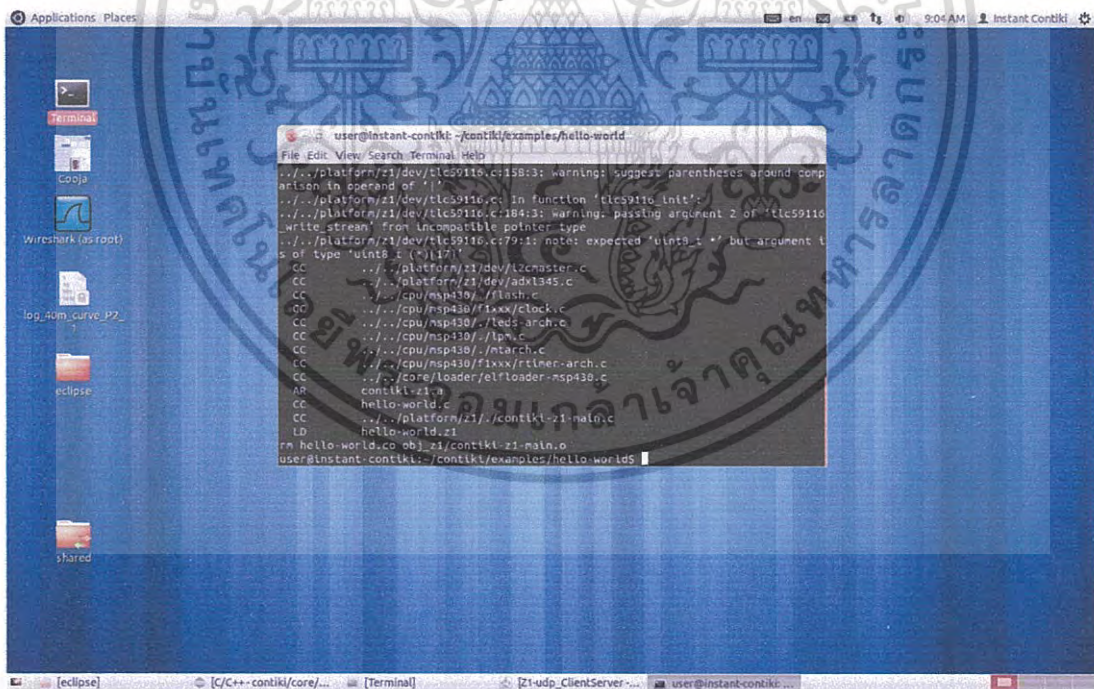 Applications Places
en
9:04 AM
Instant Contiki
Terminal
Cooja
Wireshark (as root)
log_40m_curve_P2_
1
eclipse
shared
user@instant-contiki: ~/contiki/examples/hello-world
File Edit View Search Terminal Help
../../platform/z1/dev/tlc59116.c:158:3: warning: suggest parentheses around comp
arison in operand of '|'
../../platform/z1/dev/tlc59116.c: In function 'tlc59116_init':
../../platform/z1/dev/tlc59116.c:184:3: warning: passing argument 2 of 'tlc59116
_write_stream' from incompatible pointer type
../../platform/z1/dev/tlc59116.c:79:1: note: expected 'uint8_t *' but argument i
s of type 'uint8_t (*)[17]'
CC ../../platform/z1/dev/i2cmaster.c
CC ../../platform/z1/dev/adxl345.c
CC ../../cpu/msp430/./flash.c
CC ../../cpu/msp430/f1xxx/clock.c
CC ../../cpu/msp430/./leds-arch.c
CC ../../cpu/msp430/./lpm.c
CC ../../cpu/msp430/./mtarch.c
CC ../../cpu/msp430/f1xxx/rtimer-arch.c
CC ../../core/loader/elfloader-msp430.c
AR contiki-z1.a
CC hello-world.c
CC ../../platform/z1/./contiki-z1-main.c
LD hello-world.z1
rm hello-world.co obj_z1/contiki-z1-main.o
user@instant-contiki:~/contiki/examples/hello-world$
[eclipse]
[C/C++ - contiki/core/...
[Terminal]
[Z1-udp_ClientServer -...
user@instant-contiki: ...